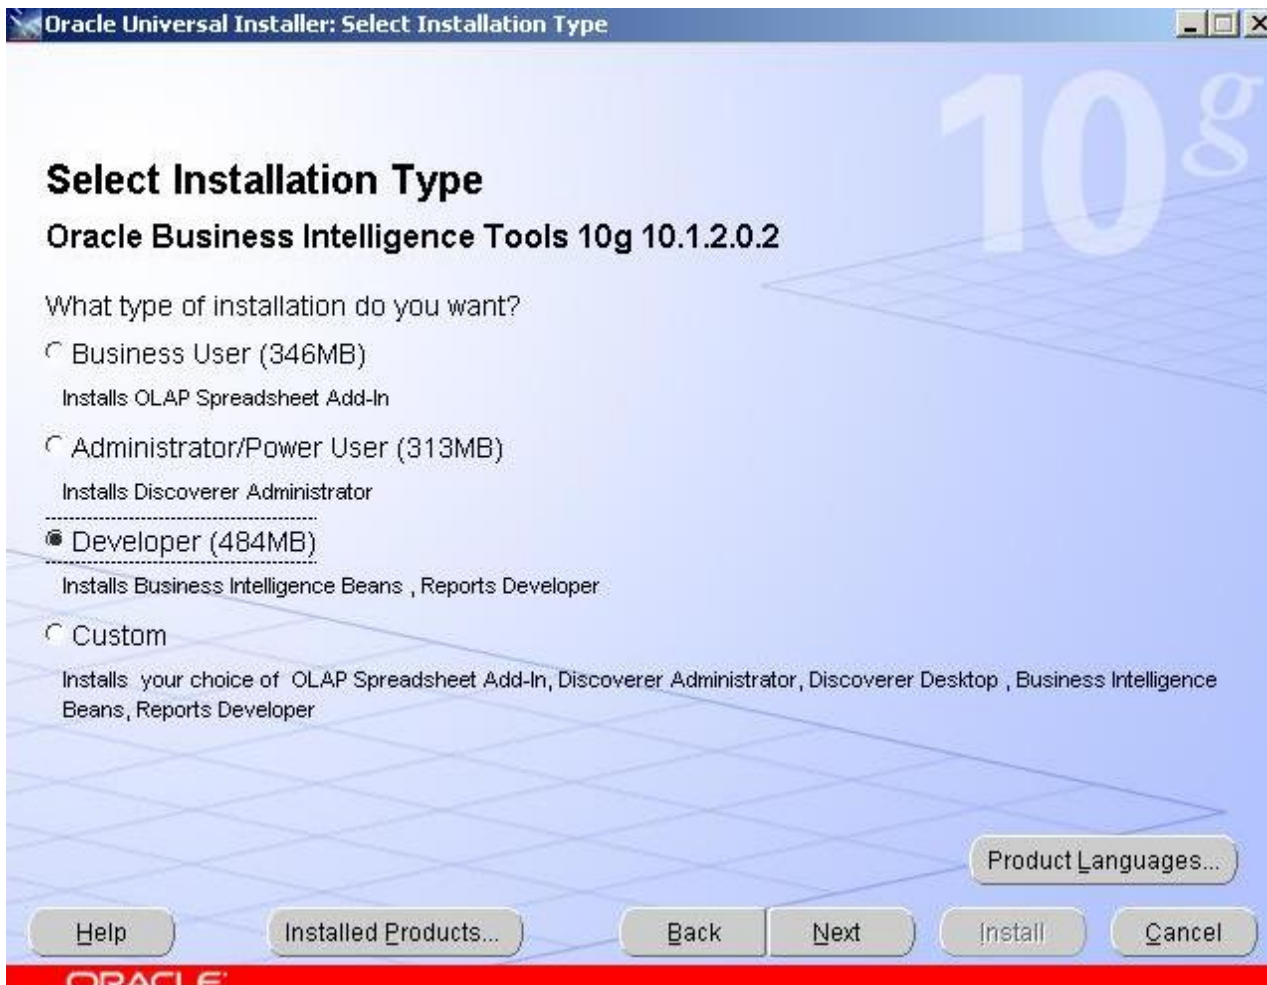 Oracle Universal Installer: Select Installation Type
10g
Select Installation Type
Oracle Business Intelligence Tools 10g 10.1.2.0.2
What type of installation do you want?
Business User (346MB)
Installs OLAP Spreadsheet Add-In
Administrator/Power User (313MB)
Installs Discoverer Administrator
Developer (484MB)
Installs Business Intelligence Beans , Reports Developer
Custom
Installs your choice of OLAP Spreadsheet Add-In, Discoverer Administrator, Discoverer Desktop , Business Intelligence
Beans, Reports Developer
Product Languages...
Help Installed Products... Back Next Install Cancel
ORACLE